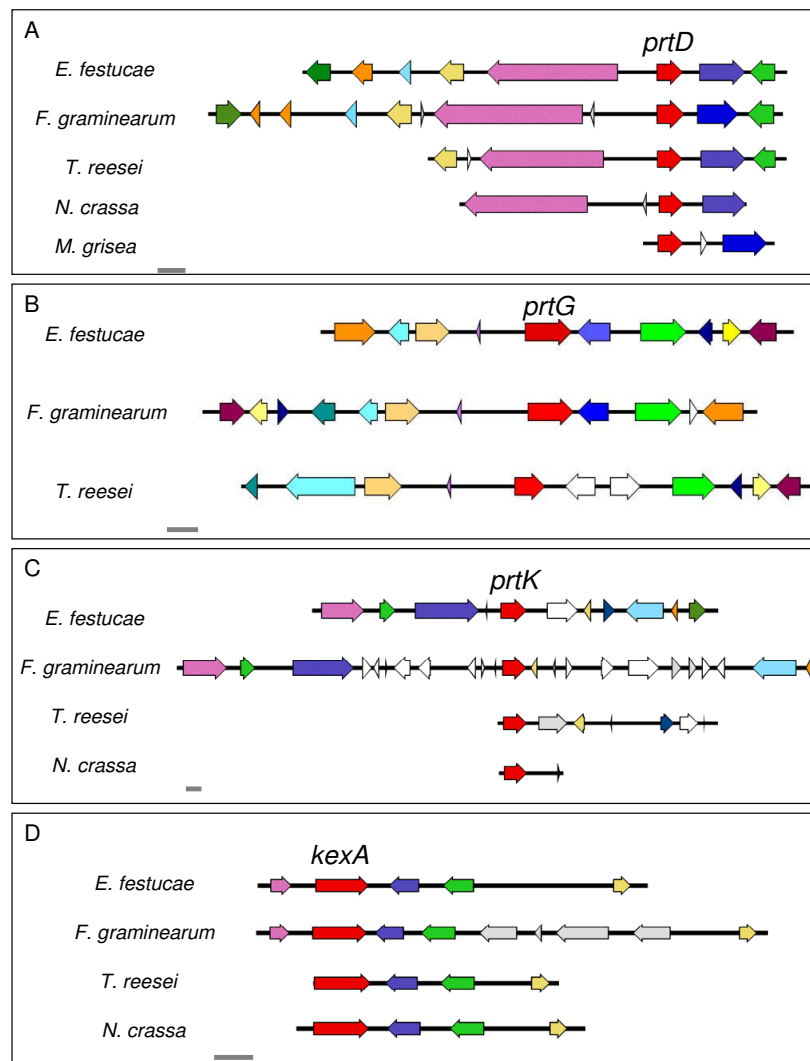 A
prtD
E. festucae
F. graminearum
T. reesei
N. crassa
M. grisea
B
prtG
E. festucae
F. graminearum
T. reesei
C
prtK
E. festucae
F. graminearum
T. reesei
N. crassa
D
kexA
E. festucae
F. graminearum
T. reesei
N. crassa